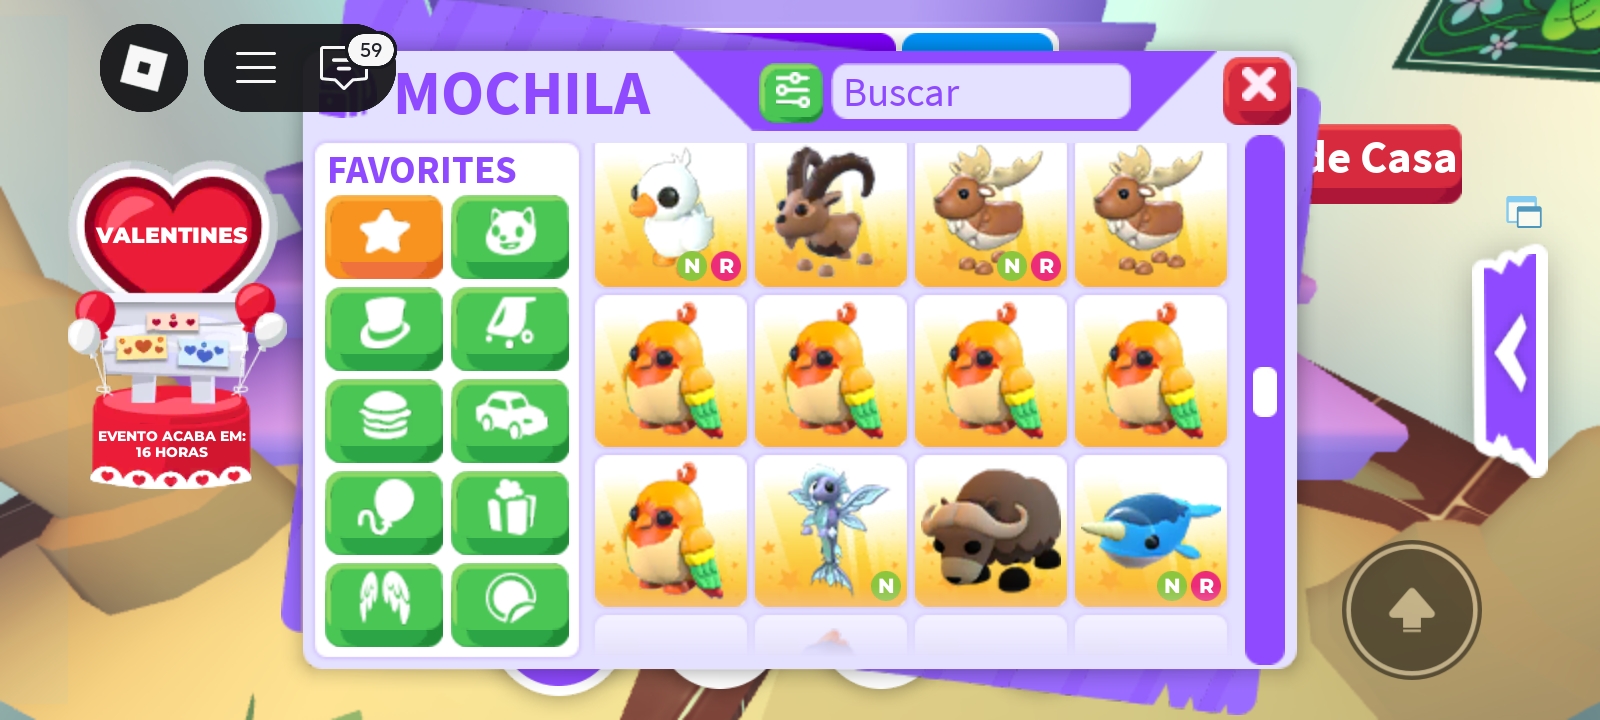 59
MOCHILA
Buscar
FAVORITES
de Casa
VALENTINES
EVENTO ACABA EM:
16 HORAS
N R
N R
N
N R